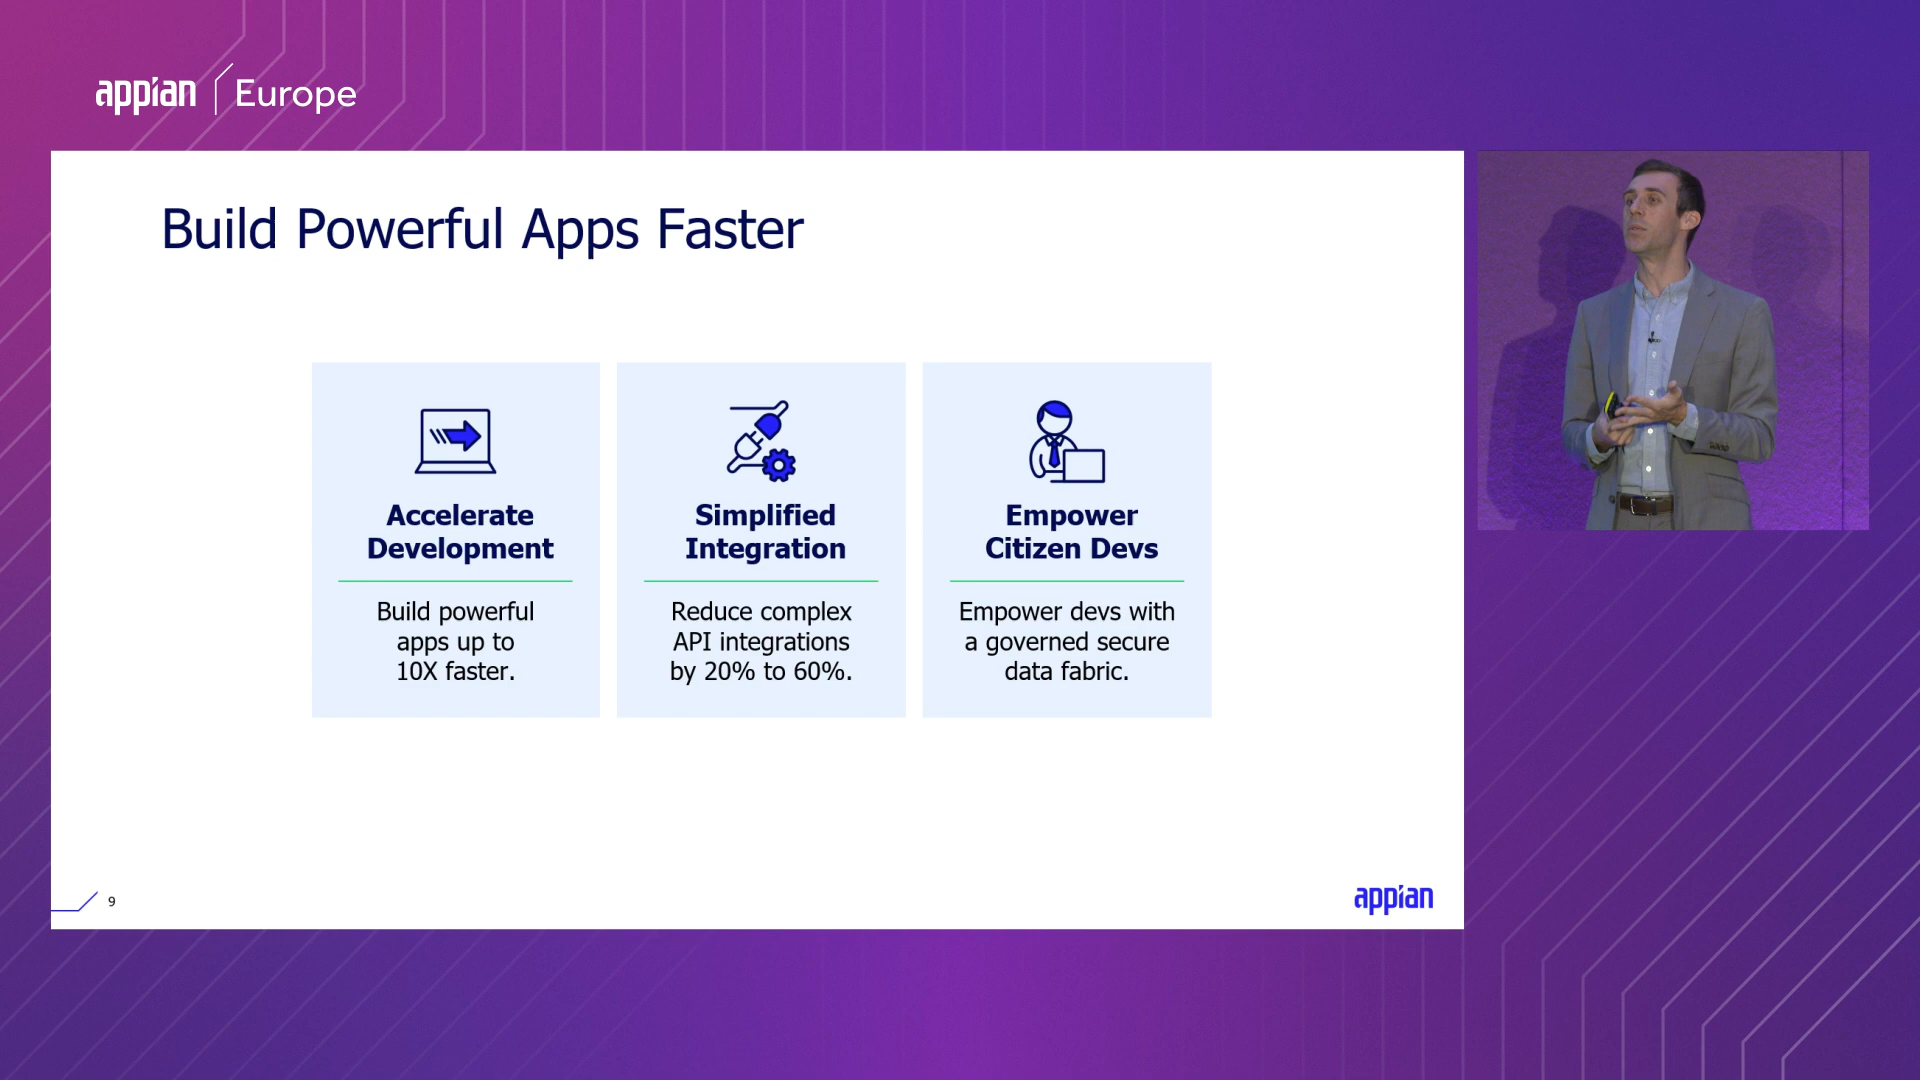 appian Europe
Build Powerful Apps Faster
Accelerate
Development
Build powerful
apps up to
10X faster.
Simplified
Integration
Reduce complex
API integrations
by 20% to 60%.
Empower
Citizen Devs
Empower devs with
a governed secure
data fabric.
9
appian